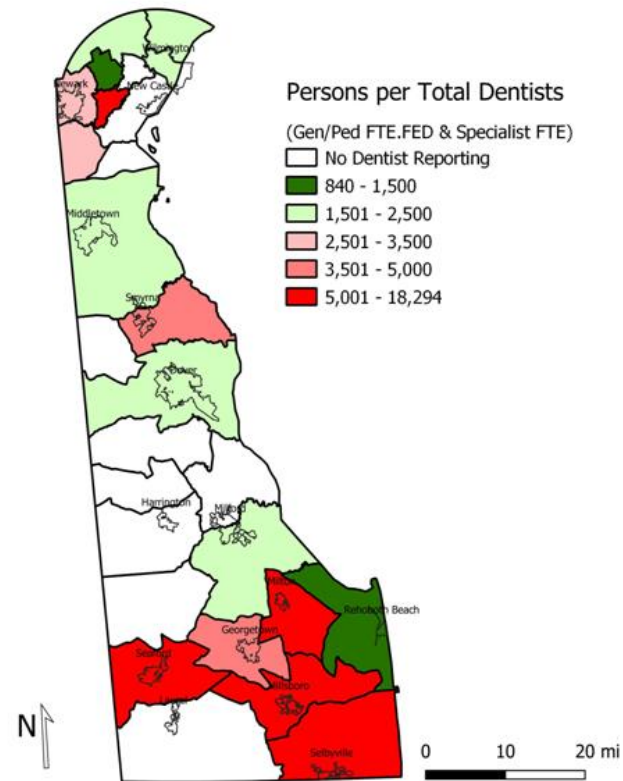 Wilmington
Newark
New Castle
Persons per Total Dentists
(Gen/Ped FTE.FED & Specialist FTE)
No Dentist Reporting
840 - 1,500
1,501 - 2,500
2,501 - 3,500
3,501 - 5,000
5,001 - 18,294
Middletown
Smyrna
Dover
Harrington
Milford
Milton
Rehoboth Beach
Georgetown
Seaford
Millsboro
Laurel
Selbyville
N
0 10 20 mi